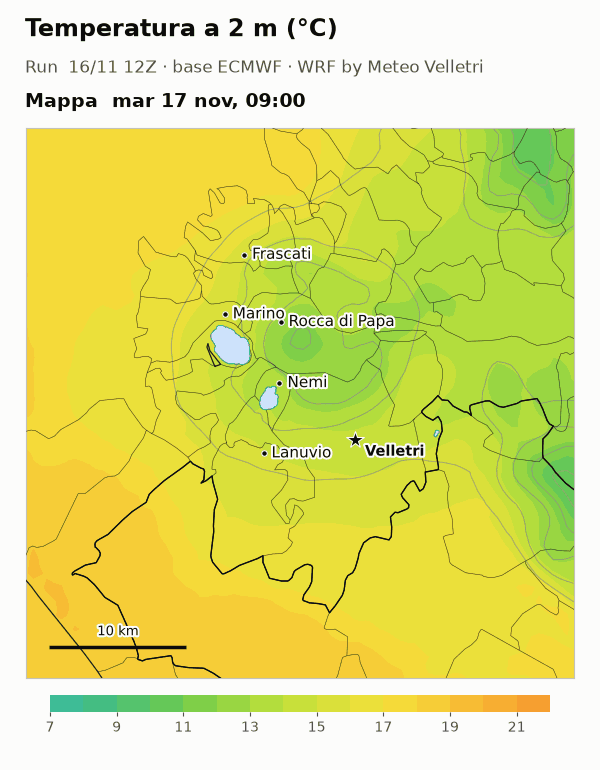 Temperatura a 2 m (°C)
Run  16/11 12Z · base ECMWF · WRF by Meteo Velletri
Mappa  mar 17 nov, 09:00
Frascati
Marino
Rocca di Papa
Nemi
Velletri
Lanuvio
10 km
7 9 11 13 15 17 19 21